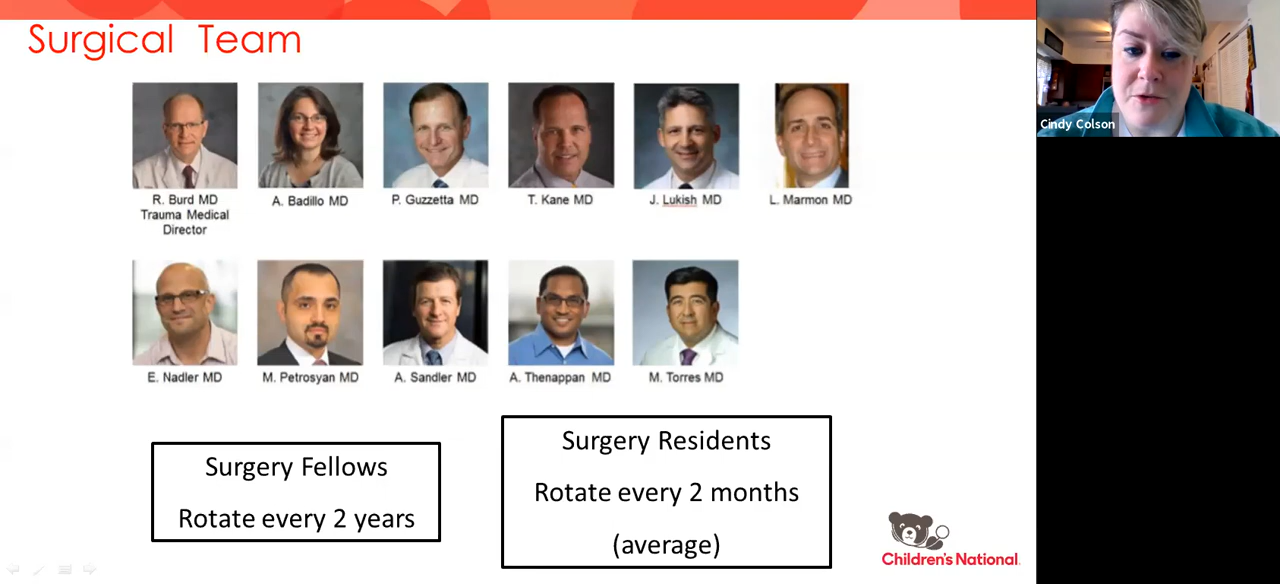 Surgical Team
Cindy Colson
R. Burd MD
Trauma Medical
Director
A. Badillo MD
P. Guzzetta MD
T. Kane MD
J. Lukish MD
L. Marmon MD
E. Nadler MD
M. Petrosyan MD
A. Sandler MD
A. Thenappan MD
M. Torres MD
Surgery Fellows
Rotate every 2 years
Surgery Residents
Rotate every 2 months
(average)
Children's National